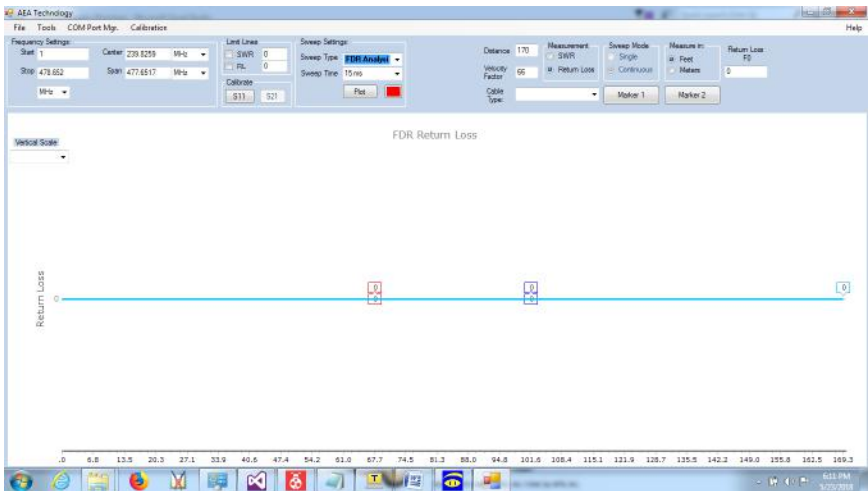 AEA Technology
File Tools COM Port Mgr. Calibration Help
Frequency Settings:
Start 1 Center 239.8259 MHz
Stop 478.652 Span 477.6517 MHz
MHz
Limit Lines
SWR 0
RL 0
Calibrate
S11 S21
Sweep Settings
Sweep Type FDR Analysi
Sweep Time 15 ms
Plot
Distance 170
Velocity Factor 66
Cable Type:
Measurement
SWR
Return Loss
Sweep Mode
Single
Continuous
Measure in:
Feet
Meters
Return Loss
F0
0
Marker 1 Marker 2
Vertical Scale
FDR Return Loss
Return Loss
0
0 0 0
0 0
.0 6.8 13.5 20.3 27.1 33.9 40.6 47.4 54.2 61.0 67.7 74.5 81.3 88.0 94.8 101.6 108.4 115.1 121.9 128.7 135.5 142.2 149.0 155.8 162.5 169.3
6:11 PM
5/23/2018